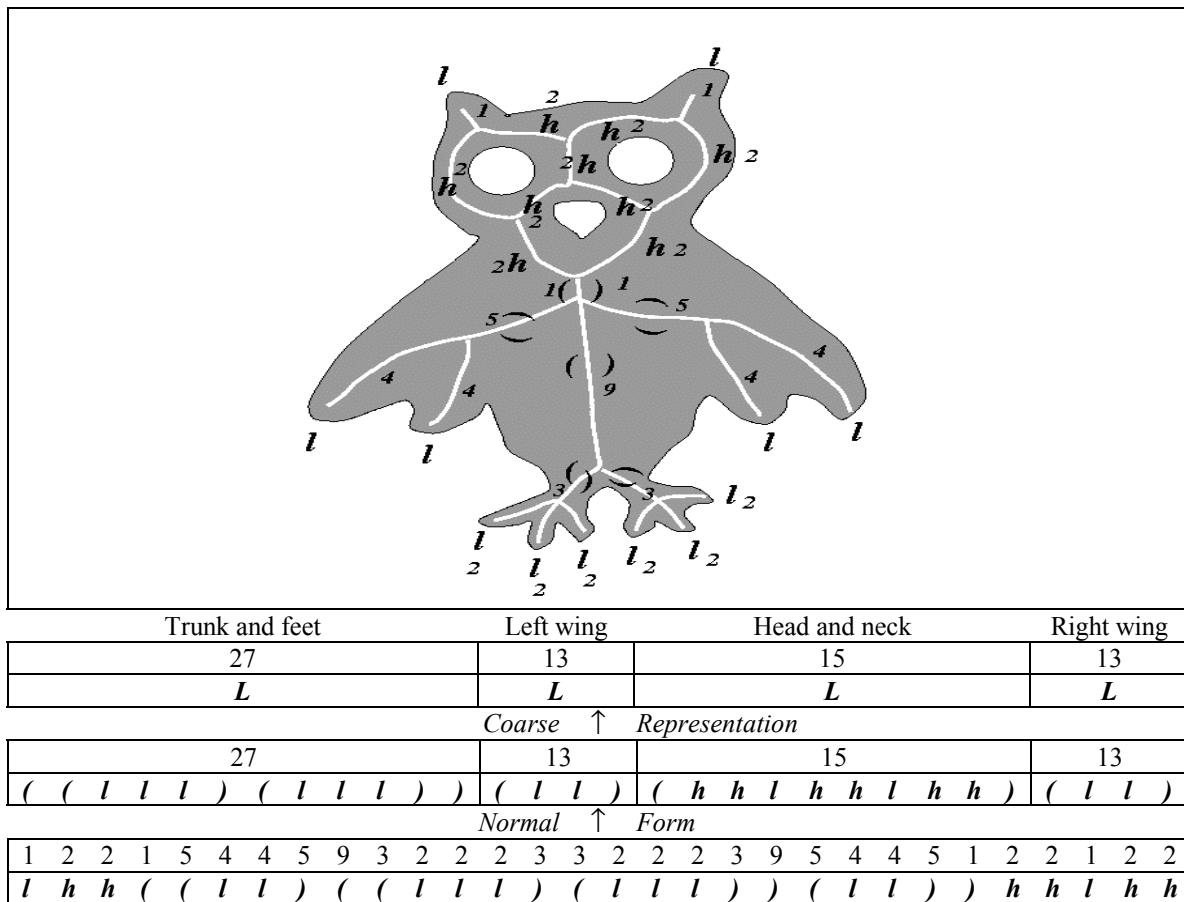 l
l 1
1 2
h h 2
2 h h 2
2
h h h 2
2
2 h h 2
1 ( ) 1
5 ( ) ( ) 5
( ) 9
4 4 4 4
l l l l
( ) ( )
3 3
l 2
l 2 l 2 l 2 l 2 l 2
Trunk and feet Left wing Head and neck Right wing
27 13 15 13
L L L L
Coarse ↑ Representation
27 13 15 13
( ( l l l ) ( l l l ) ) ( l l ) ( h h l h h l h h ) ( l l )
Normal ↑ Form
1 2 2 1 5 4 4 5 9 3 2 2 2 3 3 2 2 2 3 9 5 4 4 5 1 2 2 1 2 2
l h h ( ( l l ) ( ( l l l ) ( l l l ) ) ( l l ) ) h h l h h